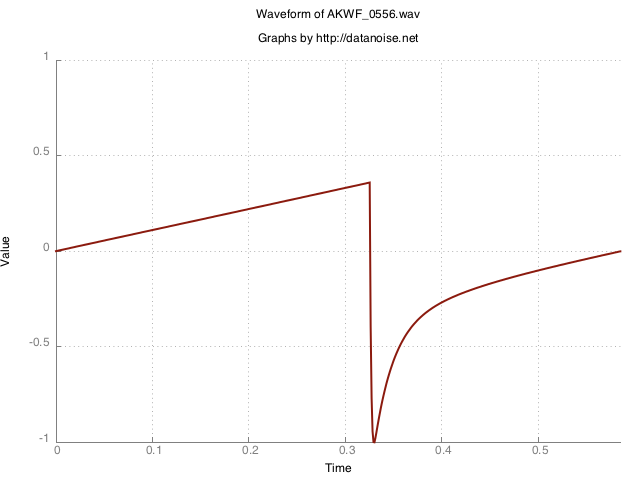 Waveform of AKWF_0556.wav
Graphs by http://datanoise.net
1
0.5
0
-0.5
-1
Value
0 0.1 0.2 0.3 0.4 0.5
Time